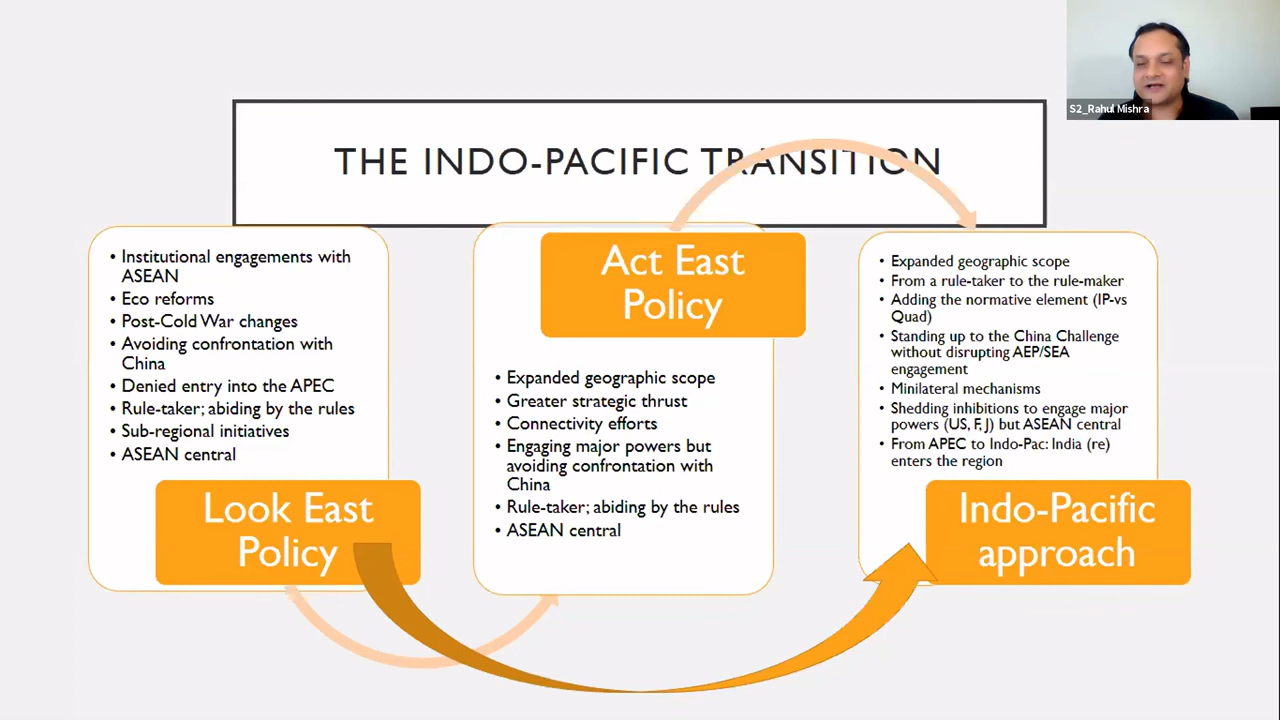 S2_Rahul Mishra
THE INDO-PACIFIC TRANSITION
• Institutional engagements with
ASEAN
• Eco reforms
• Post-Cold War changes
• Avoiding confrontation with
China
• Denied entry into the APEC
• Rule-taker; abiding by the rules
• Sub-regional initiatives
• ASEAN central
Look East
Policy
Act East
Policy
• Expanded geographic scope
• Greater strategic thrust
• Connectivity efforts
• Engaging major powers but
avoiding confrontation with
China
• Rule-taker; abiding by the rules
• ASEAN central
• Expanded geographic scope
• From a rule-taker to the rule-maker
• Adding the normative element (IP-vs
Quad)
• Standing up to the China Challenge
without disrupting AEP/SEA
engagement
• Minilateral mechanisms
• Shedding inhibitions to engage major
powers (US, F, J) but ASEAN central
• From APEC to Indo-Pac: India (re)
enters the region
Indo-Pacific
approach